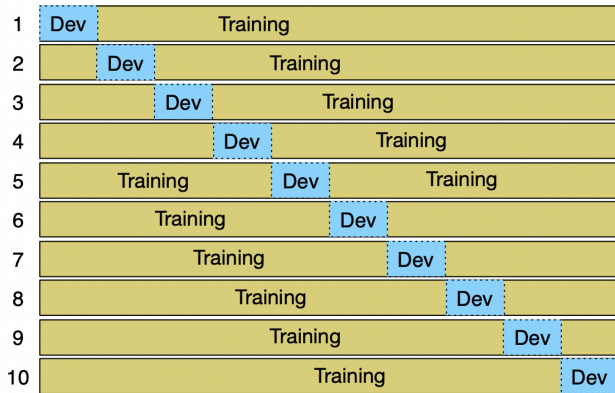 1 Dev Training
2 Dev Training
3 Dev Training
4 Dev Training
5 Training Dev Training
6 Training Dev
7 Training Dev
8 Training Dev
9 Training Dev
10 Training Dev